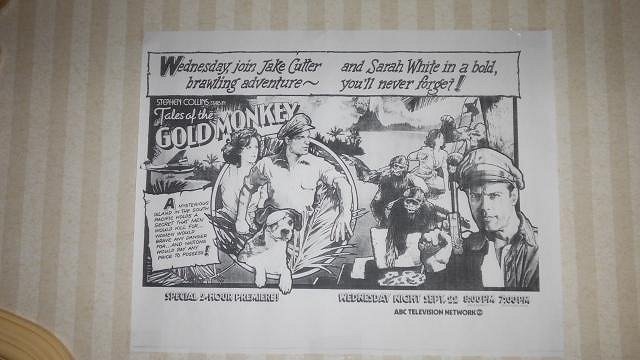 Wednesday, join Jake Cutter
brawling adventure~
and Sarah White in a bold,
you'll never forget!!
STEPHEN COLLINS STARS IN
Tales of the
GOLD MONKEY
A MYSTERIOUS
ISLAND IN THE SOUTH
PACIFIC HOLDS A
SECRET THAT MEN
WOULD KILL FOR...
WOMEN WOULD
BRAVE ANY DANGER
FOR...AND NATIONS
WOULD PAY ANY
PRICE TO POSSESS!
SPECIAL 2-HOUR PREMIERE!
WEDNESDAY NIGHT SEPT. 22 8:00PM 7:00PM
ABC TELEVISION NETWORK